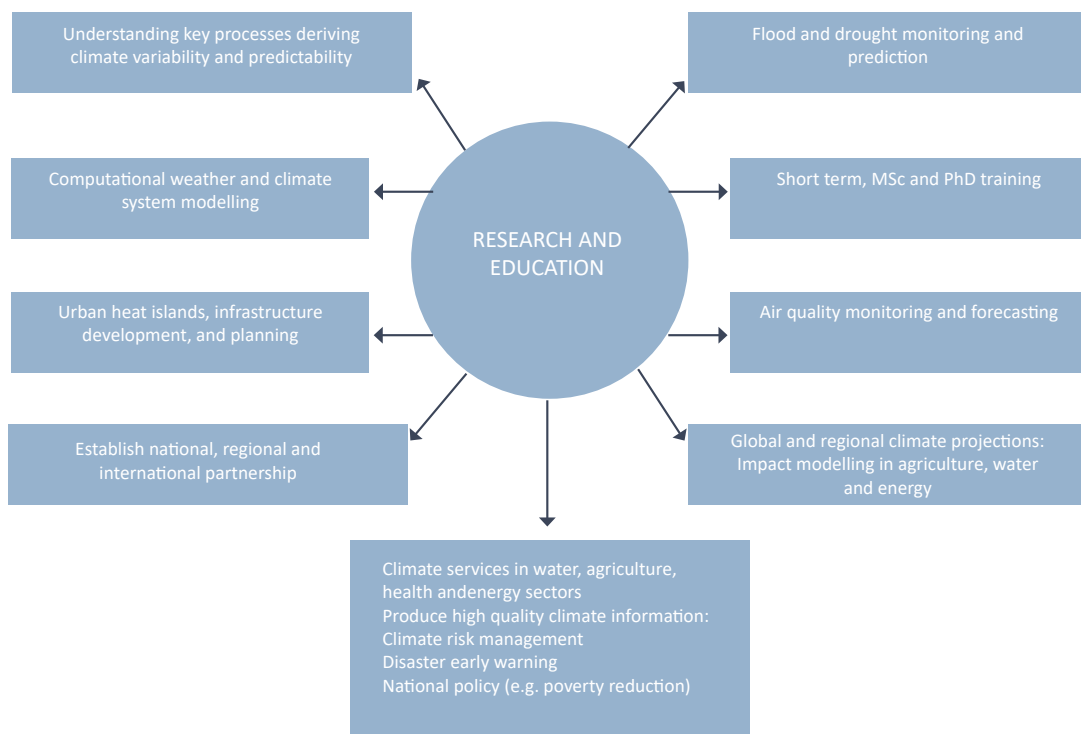 Understanding key processes deriving
climate variability and predictability
Flood and drought monitoring and
prediction
Computational weather and climate
system modelling
Short term, MSc and PhD training
RESEARCH AND
EDUCATION
Urban heat islands, infrastructure
development, and planning
Air quality monitoring and forecasting
Establish national, regional and
international partnership
Global and regional climate projections:
Impact modelling in agriculture, water
and energy
Climate services in water, agriculture,
health andenergy sectors
Produce high quality climate information:
Climate risk management
Disaster early warning
National policy (e.g. poverty reduction)